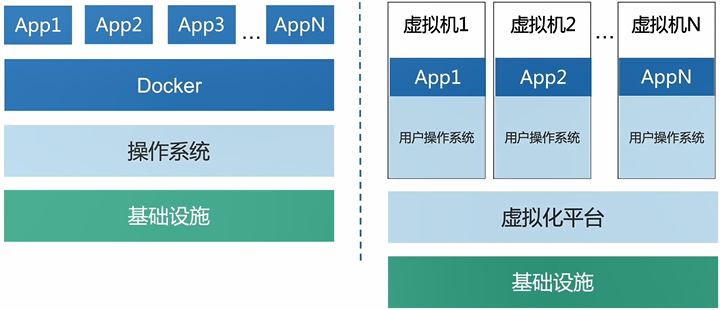 App1 App2 App3 ... AppN
Docker
操作系统
基础设施
虚拟机1 虚拟机2 ... 虚拟机N
App1 App2 AppN
用户操作系统 用户操作系统 用户操作系统
虚拟化平台
基础设施